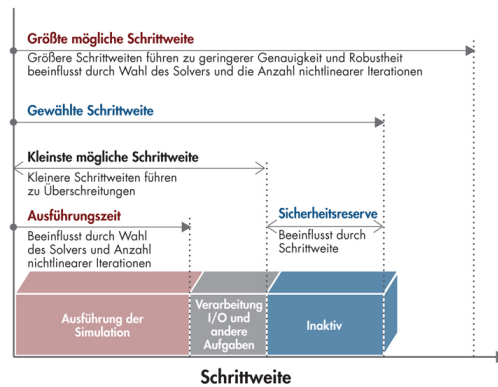 Größte mögliche Schrittweite
Größere Schrittweiten führen zu geringerer Genauigkeit und Robustheit
beeinflusst durch Wahl des Solvers und die Anzahl nichtlinearer Iterationen
Gewählte Schrittweite
Kleinste mögliche Schrittweite
Kleinere Schrittweiten führen
zu Überschreitungen
Ausführungszeit
Beeinflusst durch Wahl
des Solvers und Anzahl
nichtlinearer Iterationen
Sicherheitsreserve
Beeinflusst durch
Schrittweite
Ausführung der
Simulation
Verarbeitung
I/O und
andere
Aufgaben
Inaktiv
Schrittweite